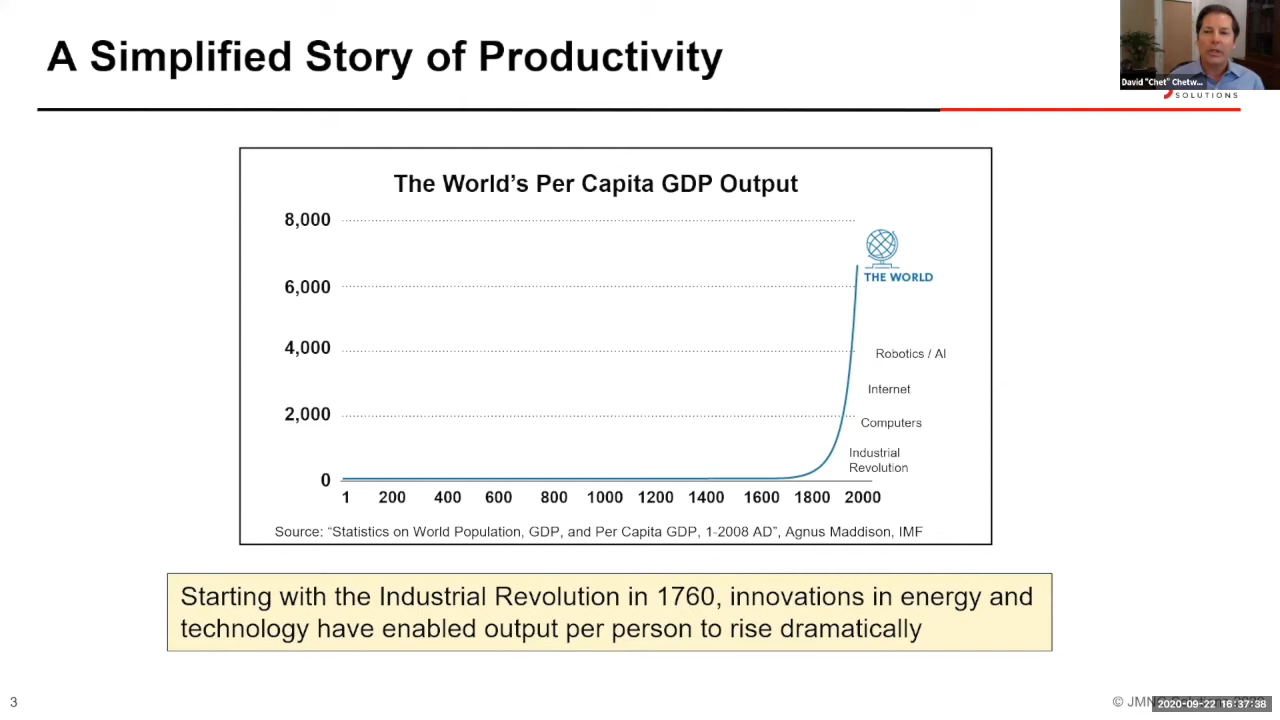 A Simplified Story of Productivity
David "Chet" Chetw...
SOLUTIONS
The World's Per Capita GDP Output
8,000
6,000
4,000
2,000
0
THE WORLD
Robotics / AI
Internet
Computers
Industrial
Revolution
1 200 400 600 800 1000 1200 1400 1600 1800 2000
Source: “Statistics on World Population, GDP, and Per Capita GDP, 1-2008 AD”, Agnus Maddison, IMF
Starting with the Industrial Revolution in 1760, innovations in energy and
technology have enabled output per person to rise dramatically
3
© JMN
2020-09-22 16:37:38